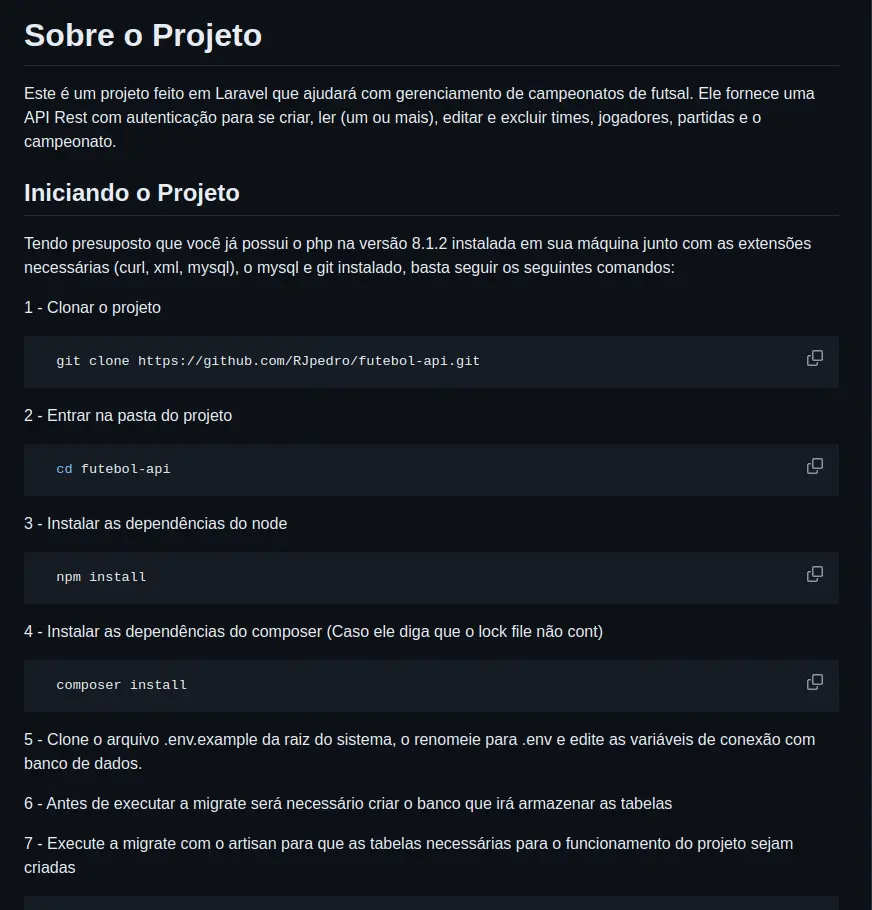 Sobre o Projeto
Este é um projeto feito em Laravel que ajudará com gerenciamento de campeonatos de futsal. Ele fornece uma
API Rest com autenticação para se criar, ler (um ou mais), editar e excluir times, jogadores, partidas e o
campeonato.
Iniciando o Projeto
Tendo presuposto que você já possui o php na versão 8.1.2 instalada em sua máquina junto com as extensões
necessárias (curl, xml, mysql), o mysql e git instalado, basta seguir os seguintes comandos:
1 - Clonar o projeto
git clone https://github.com/RJpedro/futebol-api.git
2 - Entrar na pasta do projeto
cd futebol-api
3 - Instalar as dependências do node
npm install
4 - Instalar as dependências do composer (Caso ele diga que o lock file não cont)
composer install
5 - Clone o arquivo .env.example da raiz do sistema, o renomeie para .env e edite as variáveis de conexão com
banco de dados.
6 - Antes de executar a migrate será necessário criar o banco que irá armazenar as tabelas
7 - Execute a migrate com o artisan para que as tabelas necessárias para o funcionamento do projeto sejam
criadas